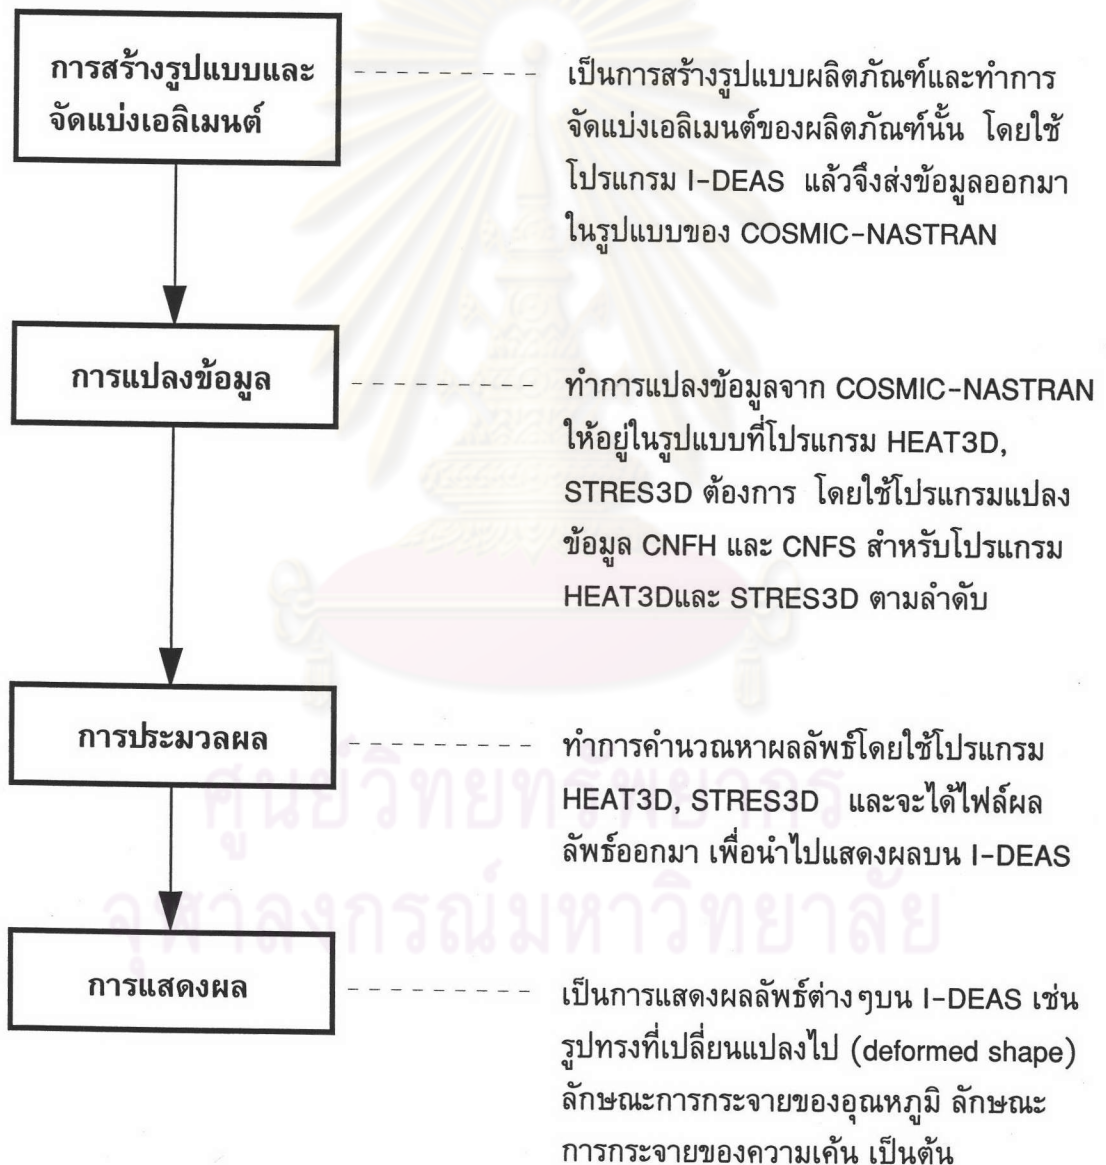 การสร้างรูปแบบและ
จัดแบ่งเอลิเมนต์
เป็นการสร้างรูปแบบผลิตภัณฑ์และทำการ
จัดแบ่งเอลิเมนต์ของผลิตภัณฑ์นั้น โดยใช้
โปรแกรม I-DEAS แล้วจึงส่งข้อมูลออกมา
ในรูปแบบของ COSMIC-NASTRAN
การแปลงข้อมูล
ทำการแปลงข้อมูลจาก COSMIC-NASTRAN
ให้อยู่ในรูปแบบที่โปรแกรม HEAT3D,
STRES3D ต้องการ โดยใช้โปรแกรมแปลง
ข้อมูล CNFH และ CNFS สำหรับโปรแกรม
HEAT3Dและ STRES3D ตามลำดับ
การประมวลผล
ทำการคำนวณหาผลลัพธ์โดยใช้โปรแกรม
HEAT3D, STRES3D และจะได้ไฟล์ผล
ลัพธ์ออกมา เพื่อนำไปแสดงผลบน I-DEAS
ศูนย์วิทยทรัพยากร
จุฬาลงกรณ์มหาวิทยาลัย
การแสดงผล
เป็นการแสดงผลลัพธ์ต่างๆบน I-DEAS เช่น
รูปทรงที่เปลี่ยนแปลงไป (deformed shape)
ลักษณะการกระจายของอุณหภูมิ ลักษณะ
การกระจายของความเค้น เป็นต้น